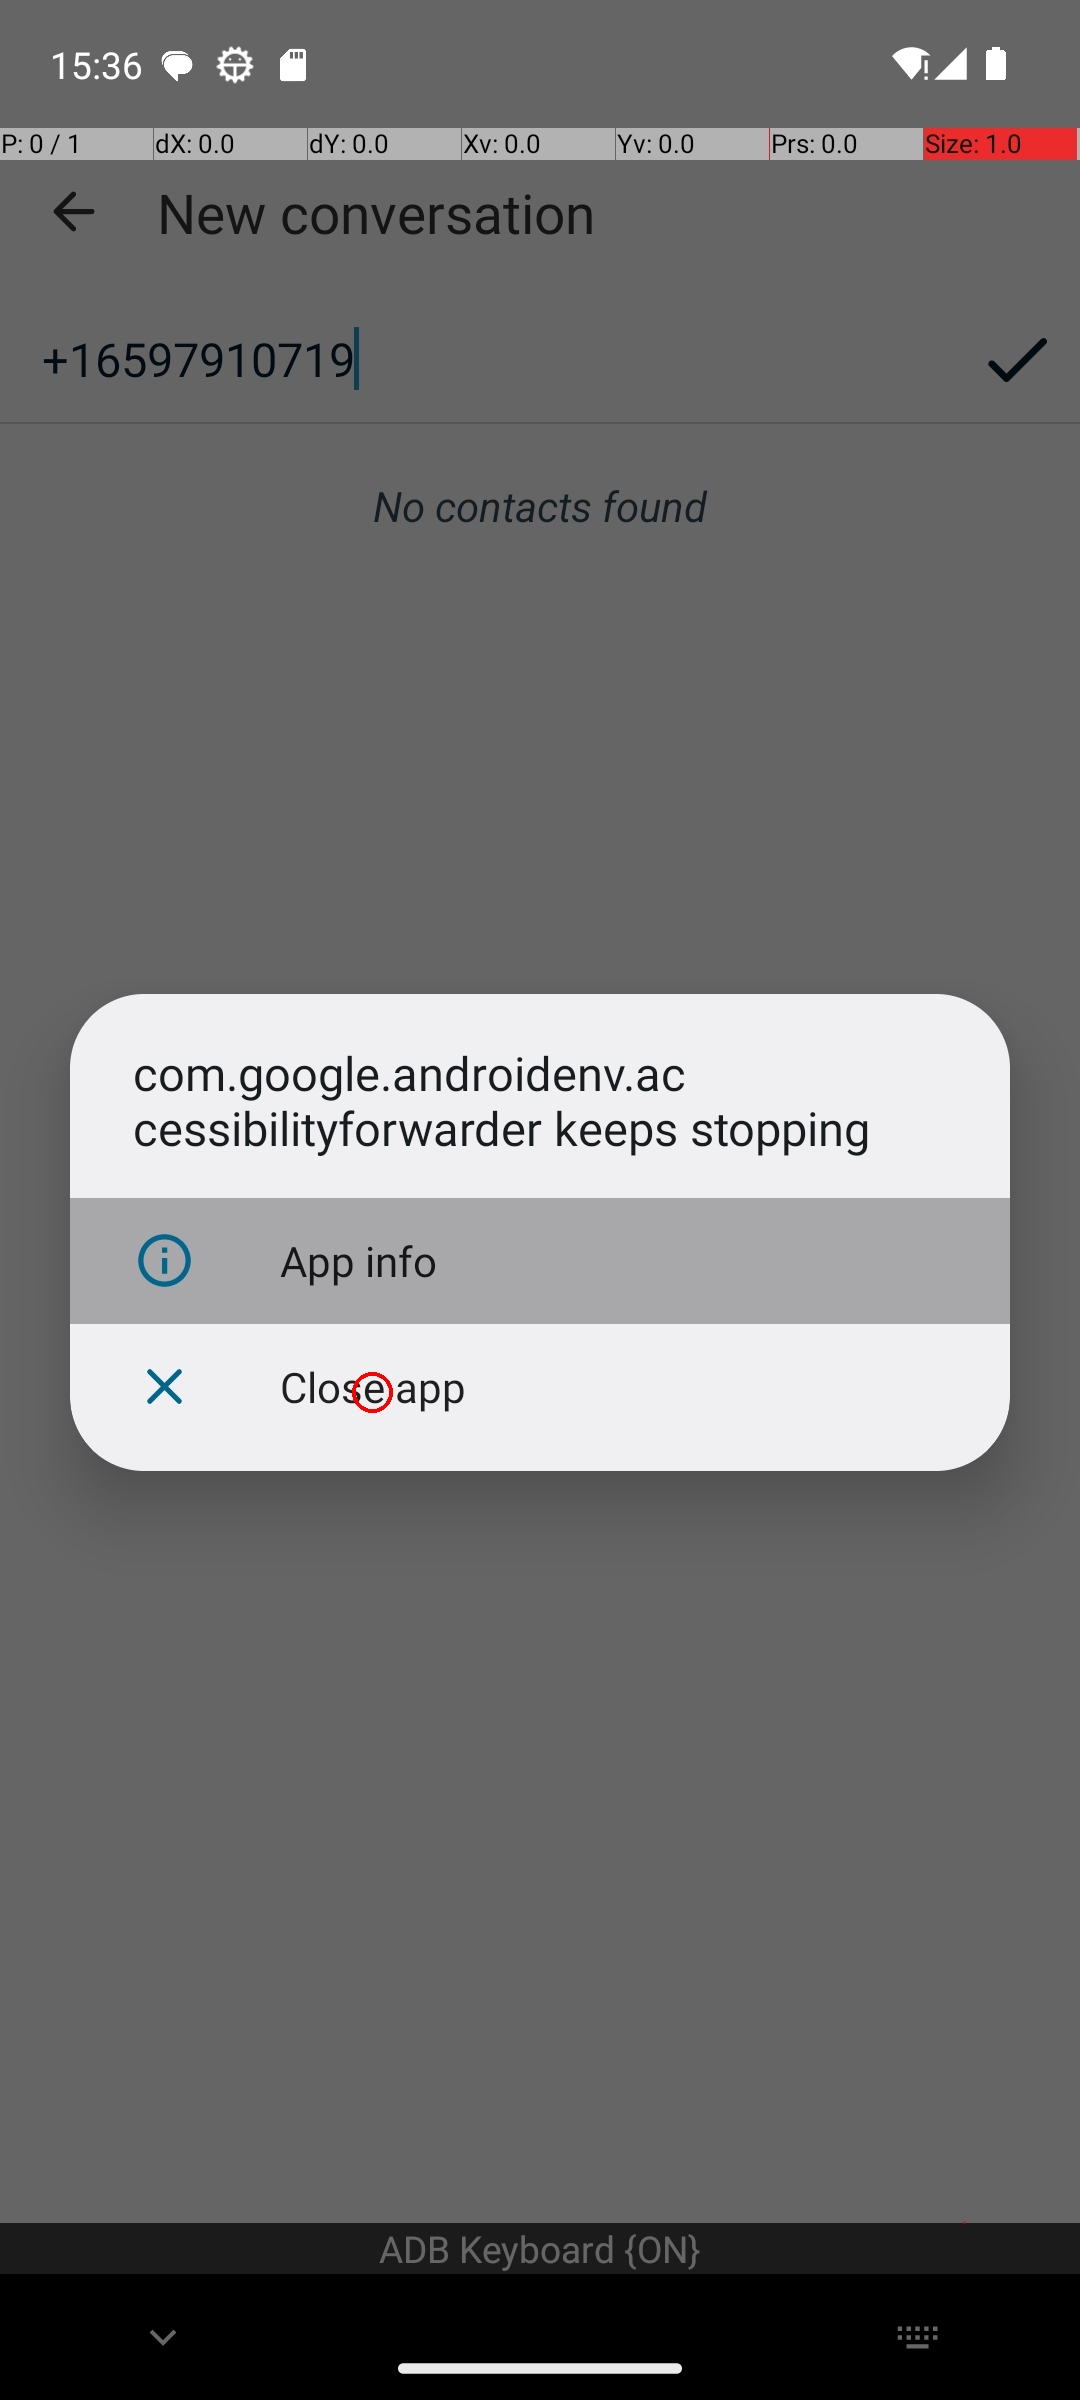 15:36
P: 0 / 1 dX: 0.0 dY: 0.0 Xv: 0.0 Yv: 0.0 Prs: 0.0 Size: 1.0
New conversation
+16597910719
No contacts found
com.google.androidenv.ac
cessibilityforwarder keeps stopping
App info
Close app
ADB Keyboard {ON}